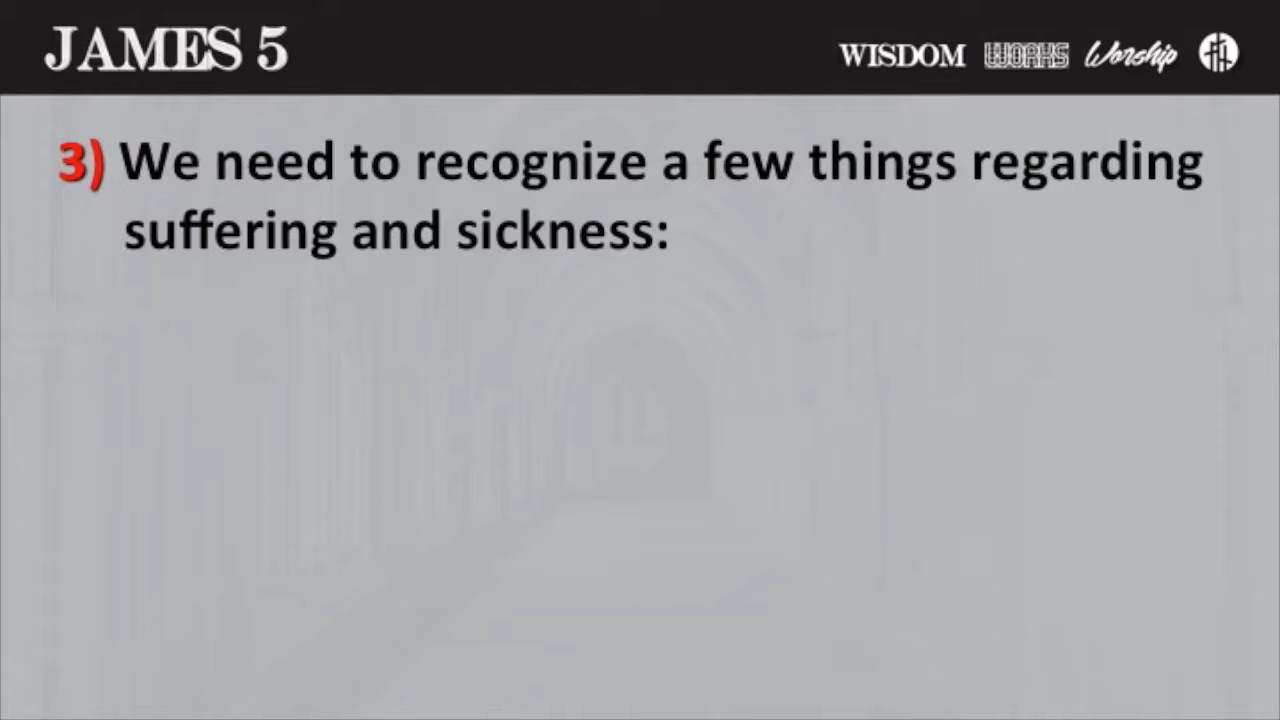 JAMES 5
WISDOM WORKS Worship
3) We need to recognize a few things regarding
suffering and sickness: